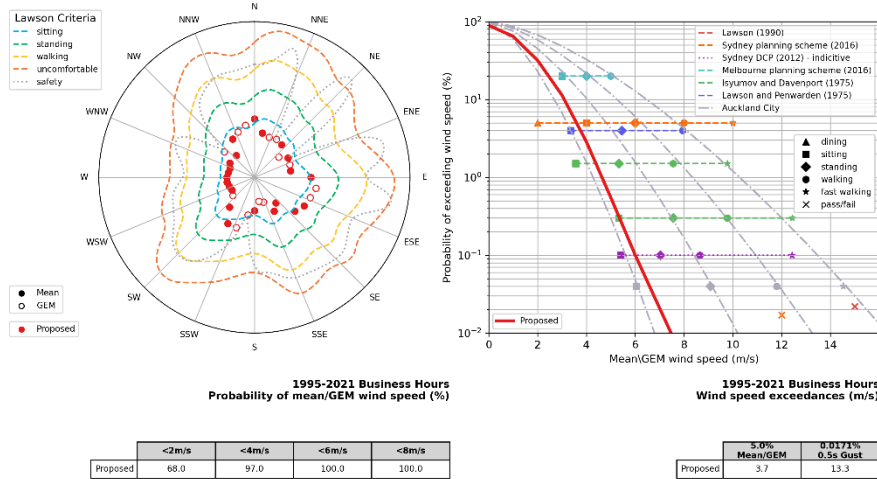 Lawson Criteria
sitting
standing
walking
uncomfortable
safety
N
NNE
NE
ENE
E
ESE
SE
SSE
S
SSW
SW
WSW
W
WNW
NW
NNW
Mean
GEM
Proposed
1995-2021 Business Hours
Probability of mean/GEM wind speed (%)
<2m/s <4m/s <6m/s <8m/s
Proposed 68.0 97.0 100.0 100.0
Probability of exceeding wind speed (%)
10²
10¹
10⁰
10⁻¹
10⁻²
0 2 4 6 8 10 12 14 16
Mean\GEM wind speed (m/s)
Lawson (1990)
Sydney planning scheme (2016)
Sydney DCP (2012) - indicitive
Melbourne planning scheme (2016)
Isyumov and Davenport (1975)
Lawson and Penwarden (1975)
Auckland City
dining
sitting
standing
walking
fast walking
pass/fail
Proposed
1995-2021 Business Hours
Wind speed exceedances (m/s)
5.0% 0.0171%
Mean/GEM 0.5s Gust
Proposed 3.7 13.3